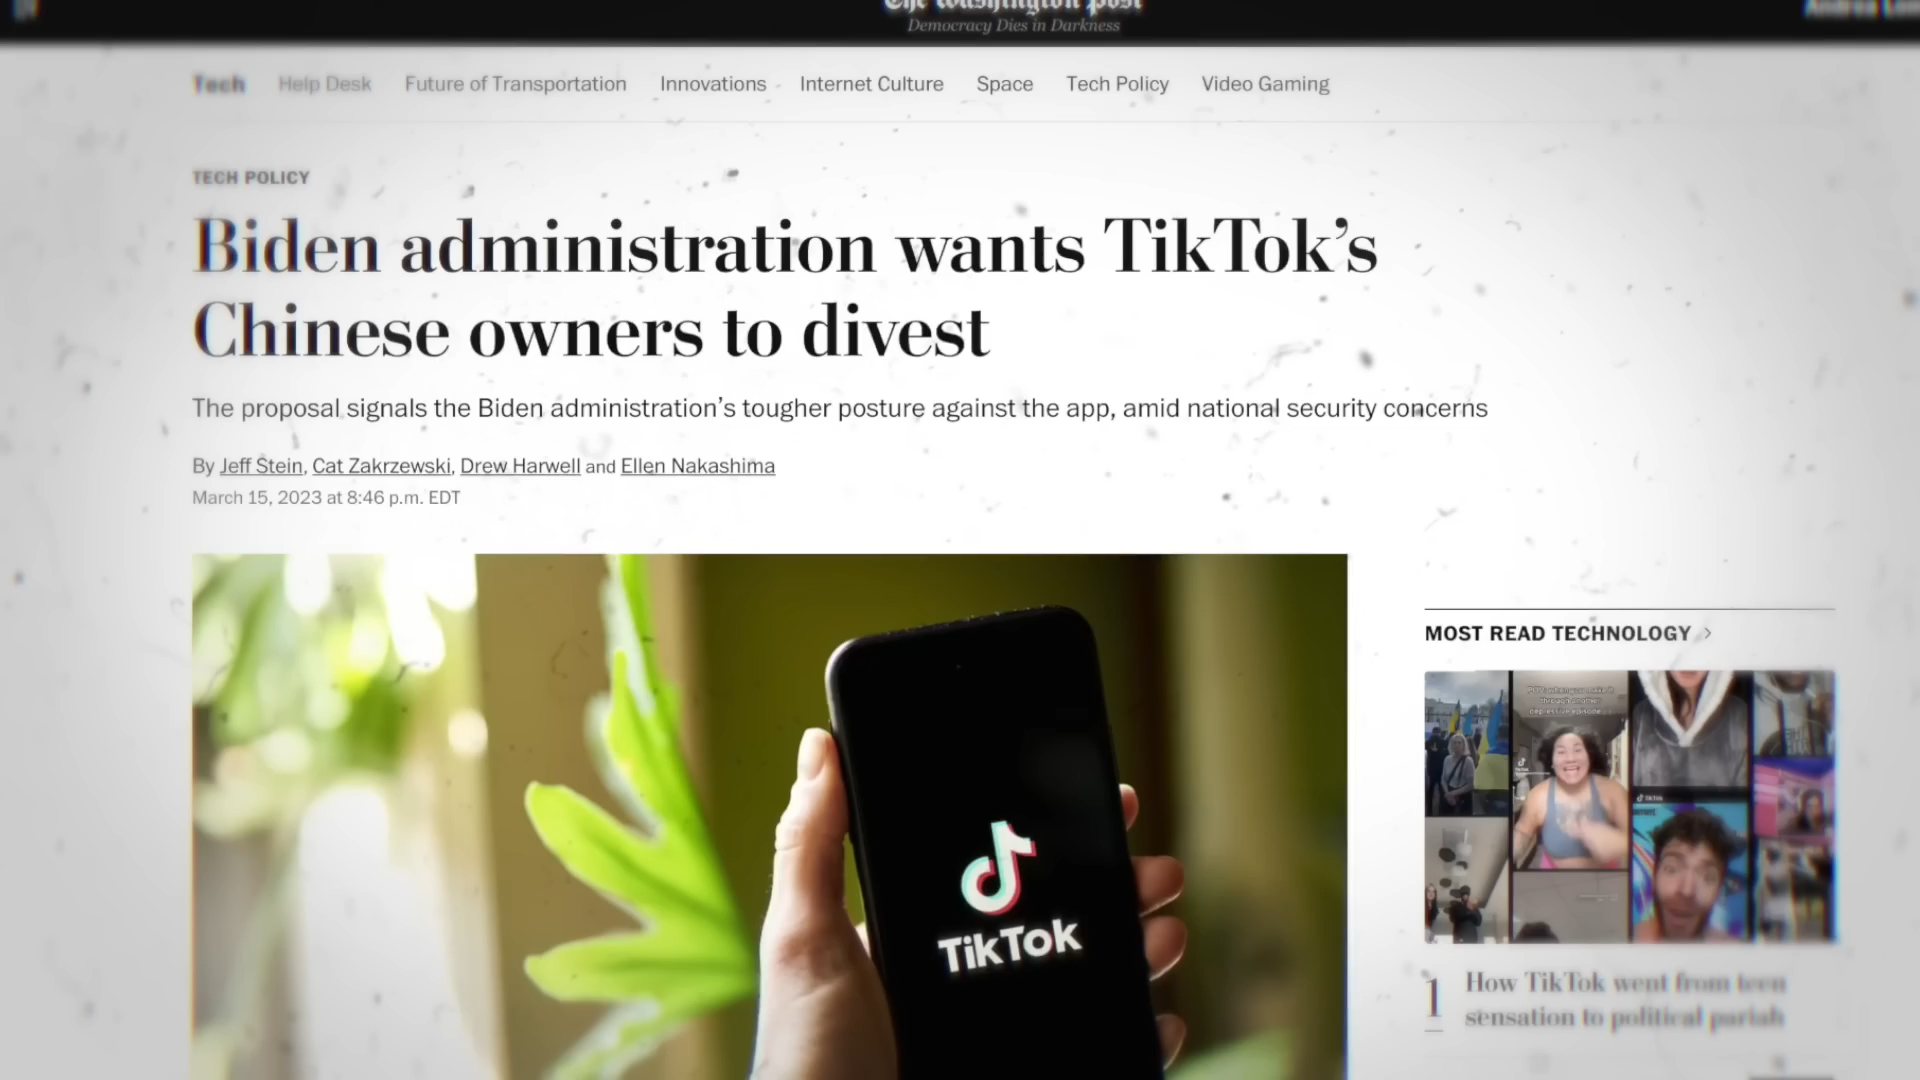 The Washington Post
Democracy Dies in Darkness
Tech Help Desk Future of Transportation Innovations Internet Culture Space Tech Policy Video Gaming
TECH POLICY
Biden administration wants TikTok’s
Chinese owners to divest
The proposal signals the Biden administration’s tougher posture against the app, amid national security concerns
By Jeff Stein, Cat Zakrzewski, Drew Harwell and Ellen Nakashima
March 15, 2023 at 8:46 p.m. EDT
MOST READ TECHNOLOGY >
TikTok
1 How TikTok went from teen
sensation to political pariah